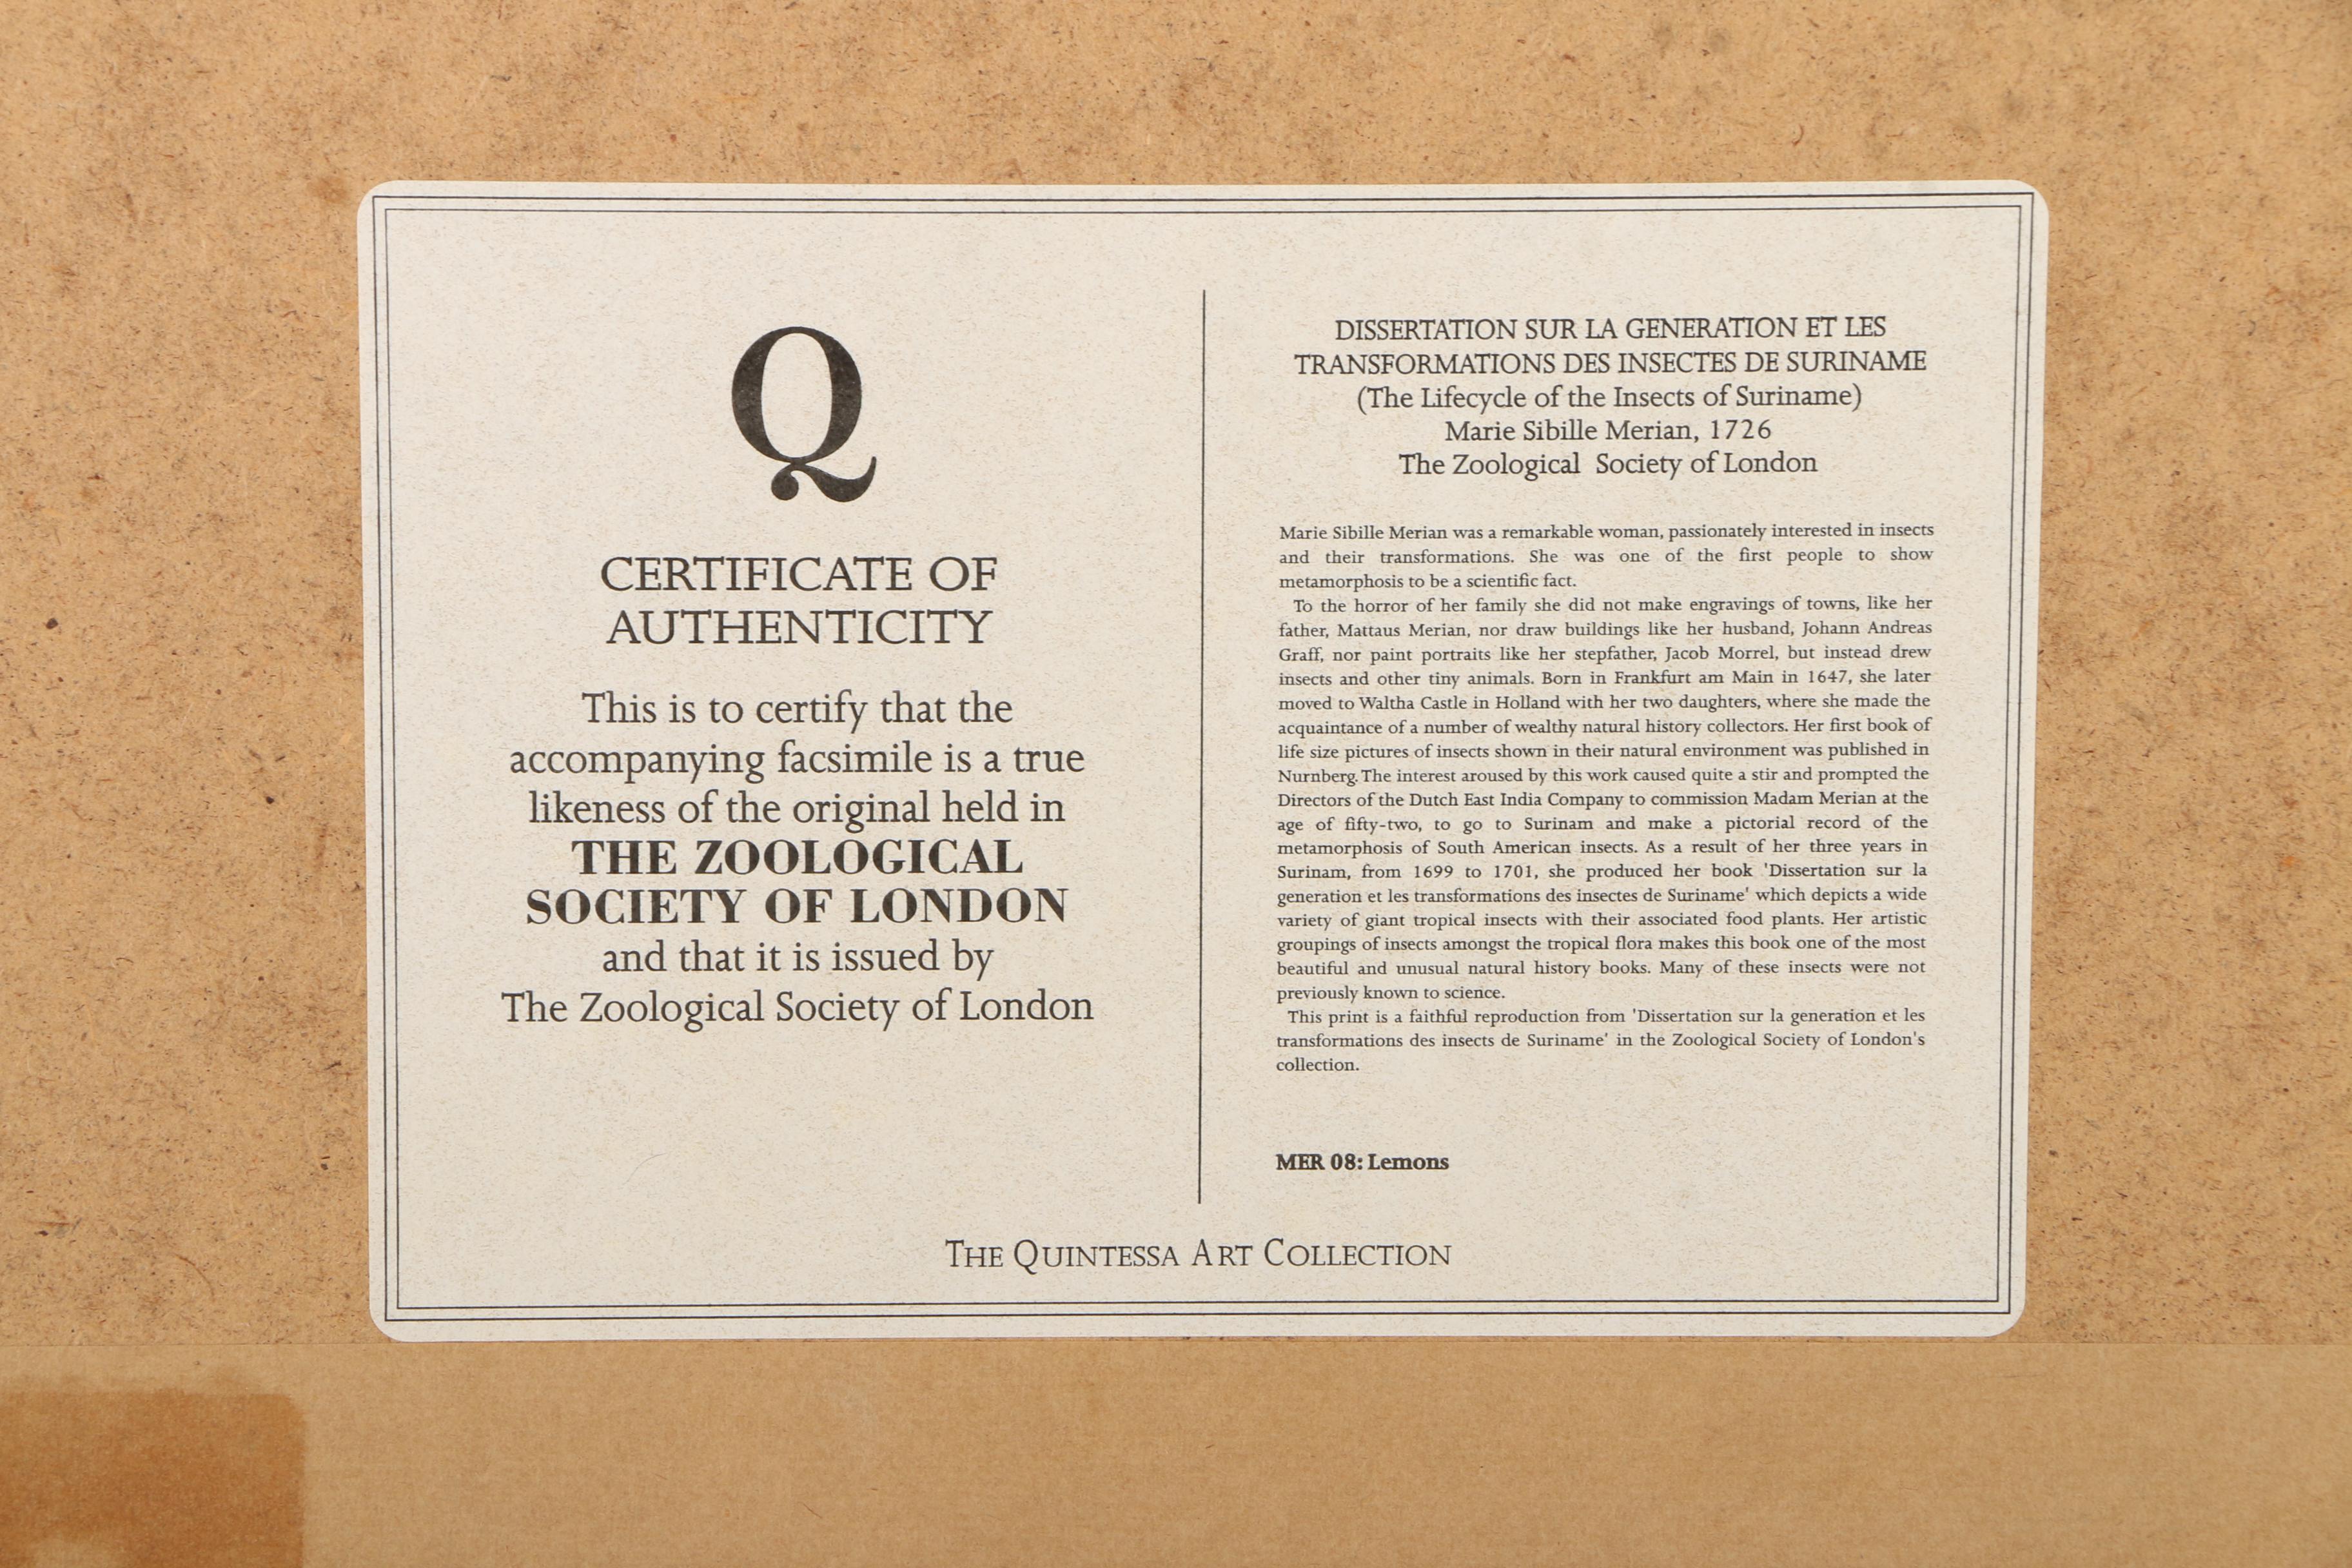 Q
CERTIFICATE OF
AUTHENTICITY
This is to certify that the
accompanying facsimile is a true
likeness of the original held in
THE ZOOLOGICAL
SOCIETY OF LONDON
and that it is issued by
The Zoological Society of London
DISSERTATION SUR LA GENERATION ET LES
TRANSFORMATIONS DES INSECTES DE SURINAME
(The Lifecycle of the Insects of Suriname)
Marie Sibille Merian, 1726
The Zoological Society of London
Marie Sibille Merian was a remarkable woman, passionately interested in insects
and their transformations. She was one of the first people to show
metamorphosis to be a scientific fact.
To the horror of her family she did not make engravings of towns, like her
father, Mattaus Merian, nor draw buildings like her husband, Johann Andreas
Graff, nor paint portraits like her stepfather, Jacob Morrel, but instead drew
insects and other tiny animals. Born in Frankfurt am Main in 1647, she later
moved to Waltha Castle in Holland with her two daughters, where she made the
acquaintance of a number of wealthy natural history collectors. Her first book of
life size pictures of insects shown in their natural environment was published in
Nurnberg. The interest aroused by this work caused quite a stir and prompted the
Directors of the Dutch East India Company to commission Madam Merian at the
age of fifty-two, to go to Surinam and make a pictorial record of the
metamorphosis of South American insects. As a result of her three years in
Surinam, from 1699 to 1701, she produced her book 'Dissertation sur la
generation et les transformations des insectes de Suriname' which depicts a wide
variety of giant tropical insects with their associated food plants. Her artistic
groupings of insects amongst the tropical flora makes this book one of the most
beautiful and unusual natural history books. Many of these insects were not
previously known to science.
This print is a faithful reproduction from 'Dissertation sur la generation et les
transformations des insects de Suriname' in the Zoological Society of London's
collection.
MER 08: Lemons
THE QUINTESSA ART COLLECTION